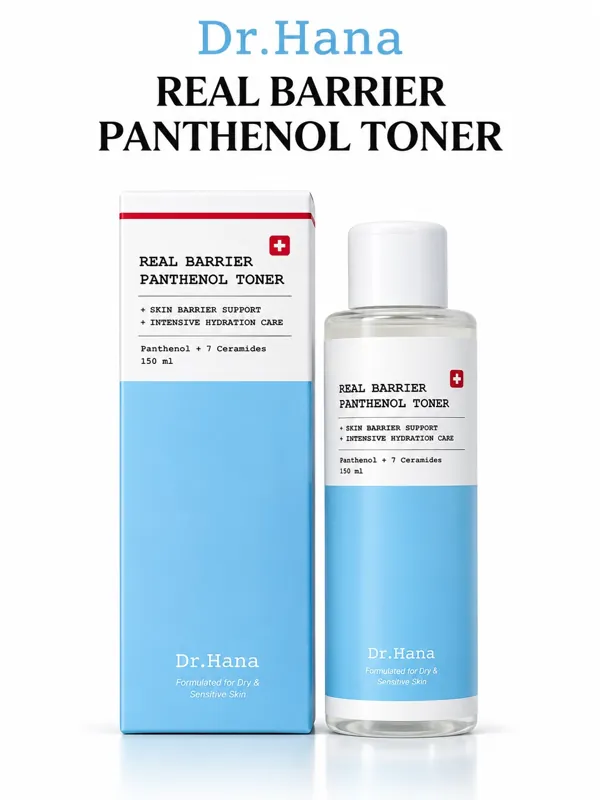 Dr.Hana
REAL BARRIER
PANTHENOL TONER
REAL BARRIER
PANTHENOL TONER
+ SKIN BARRIER SUPPORT
+ INTENSIVE HYDRATION CARE
Panthenol + 7 Ceramides
150 ml
Dr.Hana
Formulated for Dry &
Sensitive Skin
REAL BARRIER
PANTHENOL TONER
+ SKIN BARRIER SUPPORT
+ INTENSIVE HYDRATION CARE
Panthenol + 7 Ceramides
150 ml
Dr.Hana
Formulated for Dry &
Sensitive Skin